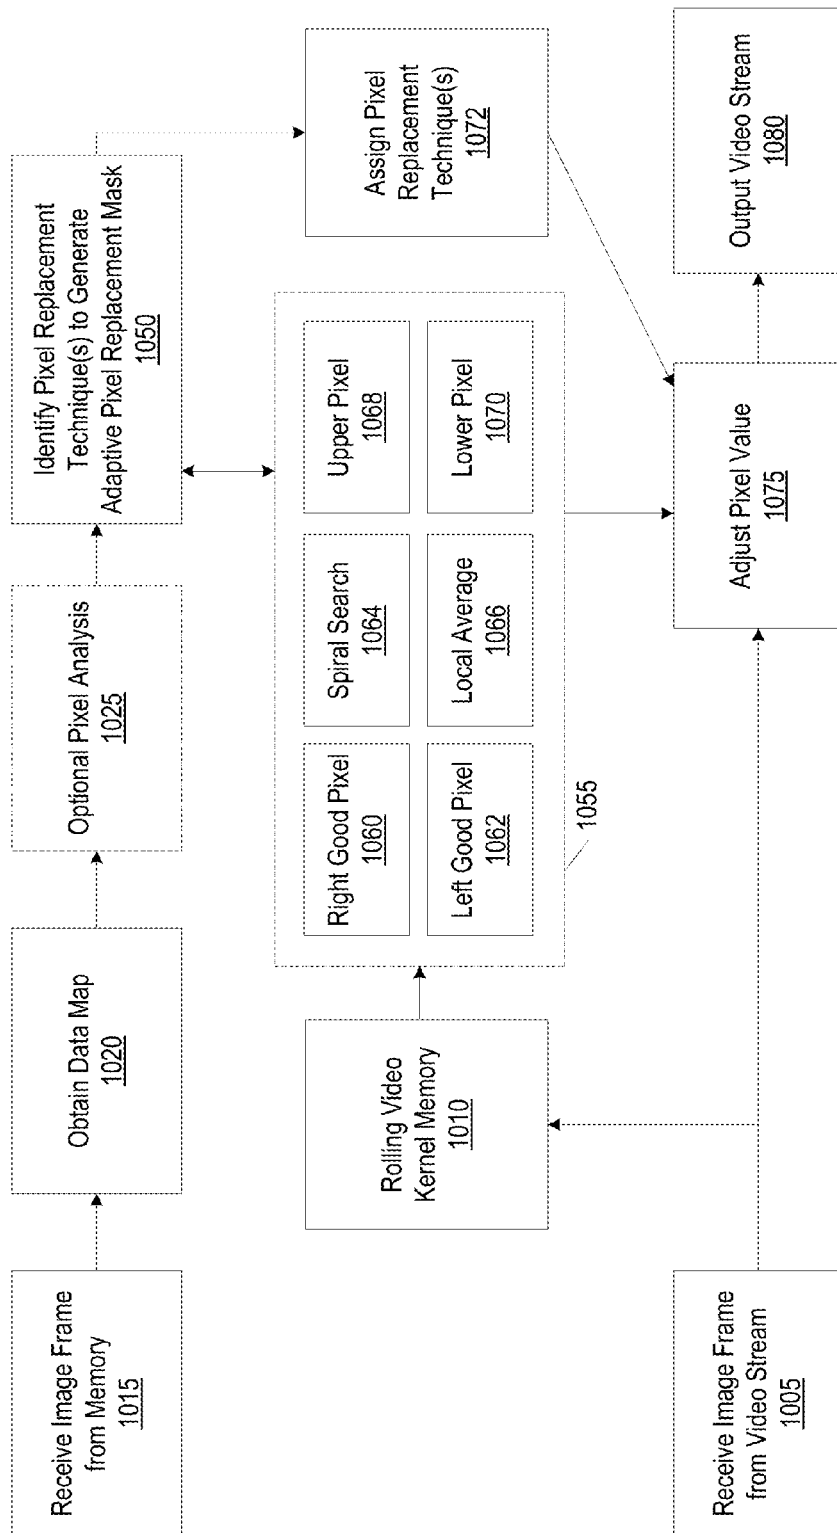 Receive Image Frame
from Memory
1015
Obtain Data Map
1020
Optional Pixel Analysis
1025
Identify Pixel Replacement
Technique(s) to Generate
Adaptive Pixel Replacement Mask
1050
Rolling Video
Kernel Memory
1010
Right Good Pixel
1060
Spiral Search
1064
Upper Pixel
1068
Left Good Pixel
1062
Local Average
1066
Lower Pixel
1070
1055
Assign Pixel
Replacement
Technique(s)
1072
Receive Image Frame
from Video Stream
1005
Adjust Pixel Value
1075
Output Video Stream
1080